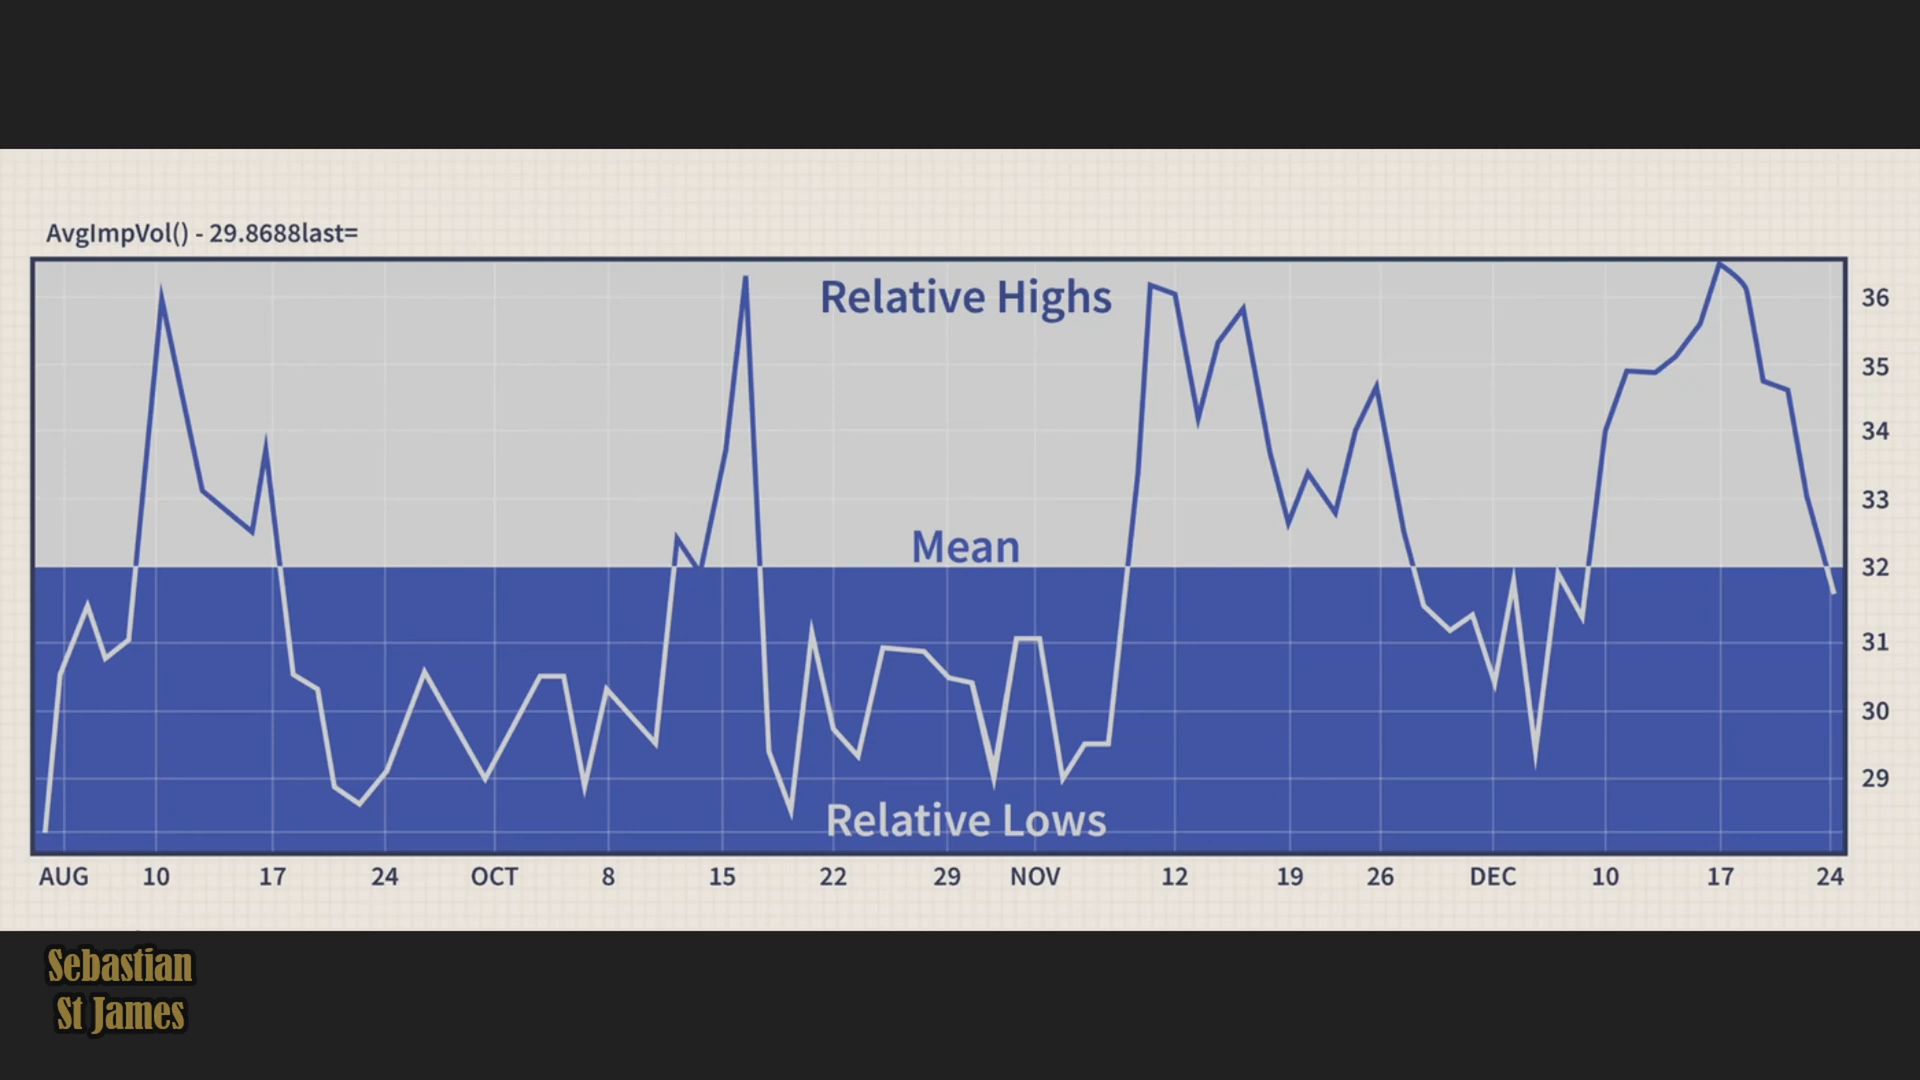 AvgImpVol() - 29.8688last=
Relative Highs
36
35
34
33
Mean
32
31
30
29
Relative Lows
AUG 10 17 24 OCT 8 15 22 29 NOV 12 19 26 DEC 10 17 24
Sebastian
St James